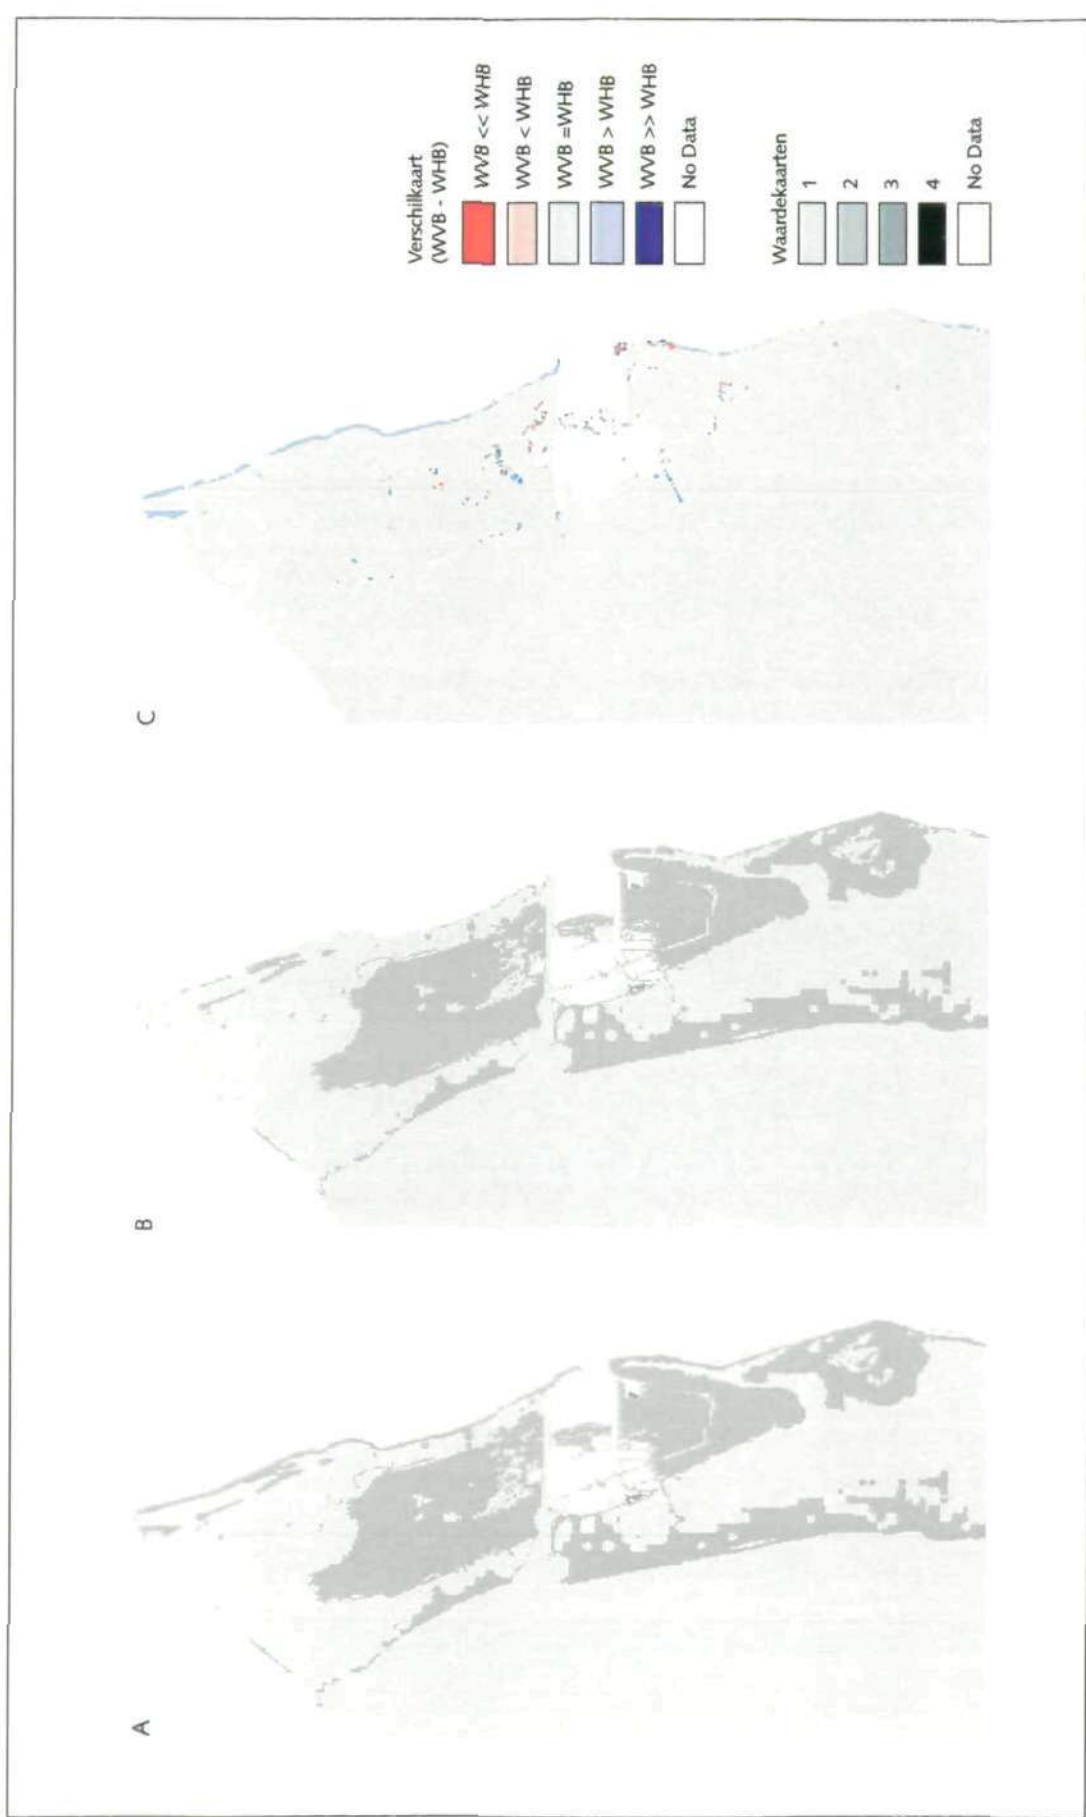 A
B
C
Verschilkaart
(WVB - WHB)
WVB << WHB
WVB < WHB
WVB =WHB
WVB > WHB
WVB >> WHB
No Data
Waardekaarten
1
2
3
4
No Data